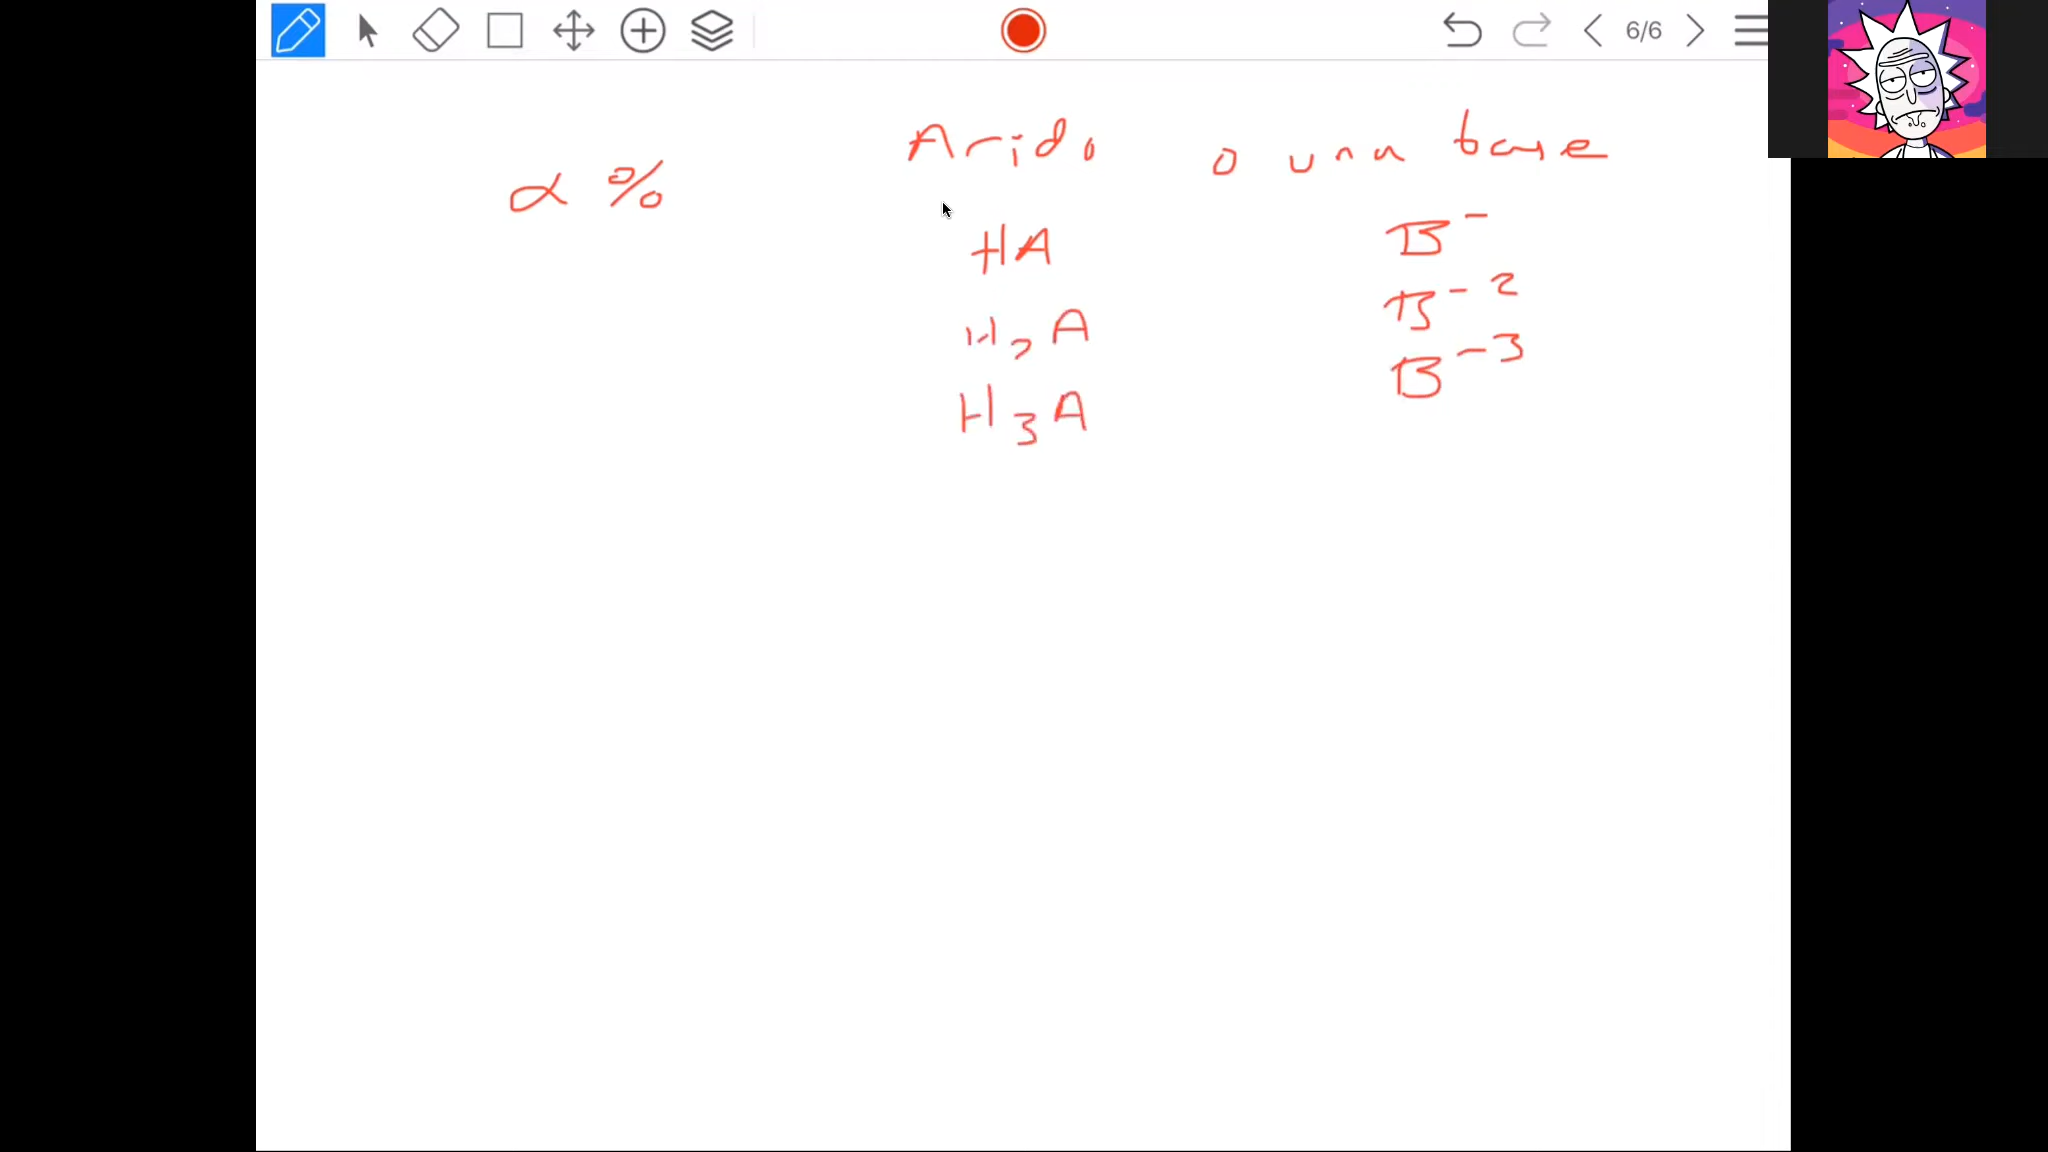 6/6
Acido o una base
α %
HA B⁻
H₂A B⁻²
H₃A B⁻³